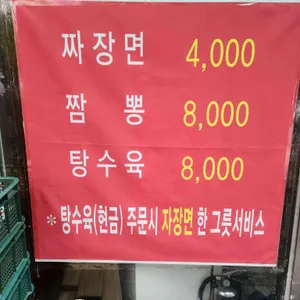 짜장면 4,000
짬뽕 8,000
탕수육 8,000
* 탕수육(현금) 주문시 자장면 한그릇서비스